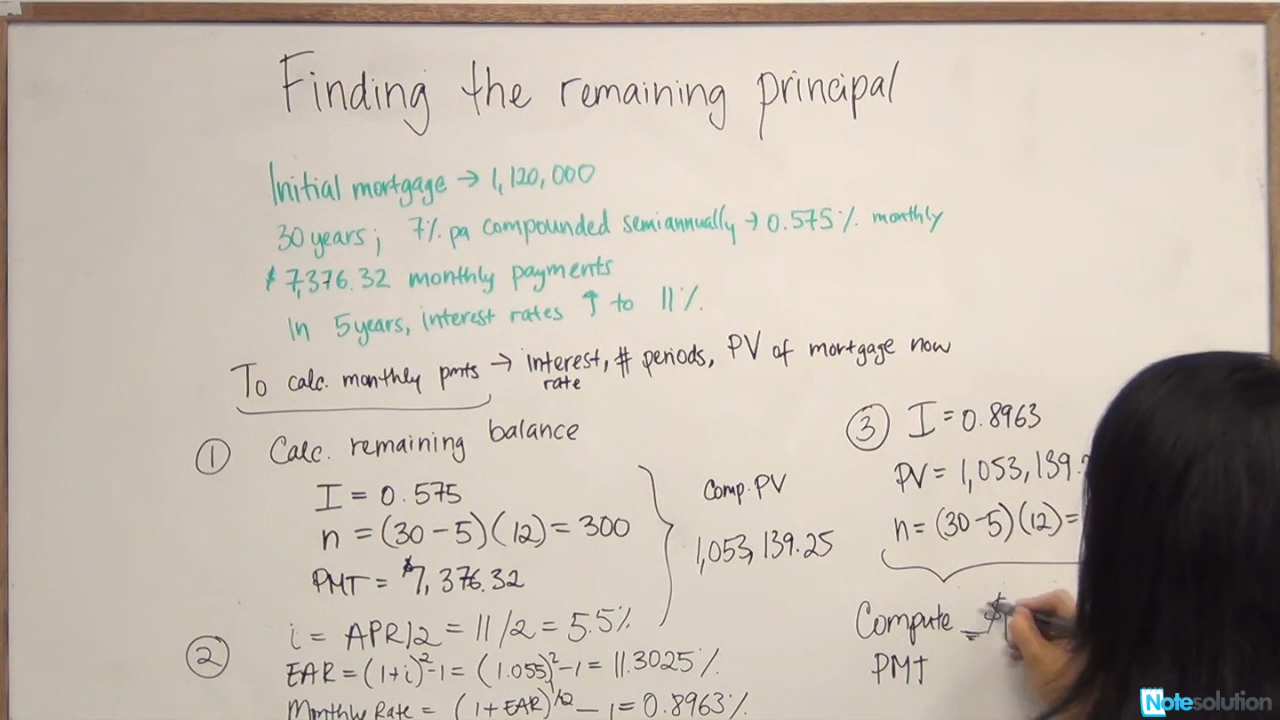 Finding the remaining principal
Initial mortgage → 1,120,000
30 years; 7% pa compounded semiannually → 0.575% monthly
$7,376.32 monthly payments
In 5 years, interest rates ↑ to 11%.
To calc. monthly pmts → interest, # periods, PV of mortgage now
rate
① Calc. remaining balance
I = 0.575
n = (30-5)(12) = 300
PMT = $7,376.32
Comp. PV
1,053,139.25
② i = APR/2 = 11/2 = 5.5%
EAR = (1+i)²-1 = (1.055)²-1 = 11.3025%
Monthly Rate = (1+EAR)^1/12 - 1 = 0.8963%
③ I = 0.8963
PV = 1,053,139.2
n = (30-5)(12) =
Compute = $
PMT
Notesolution